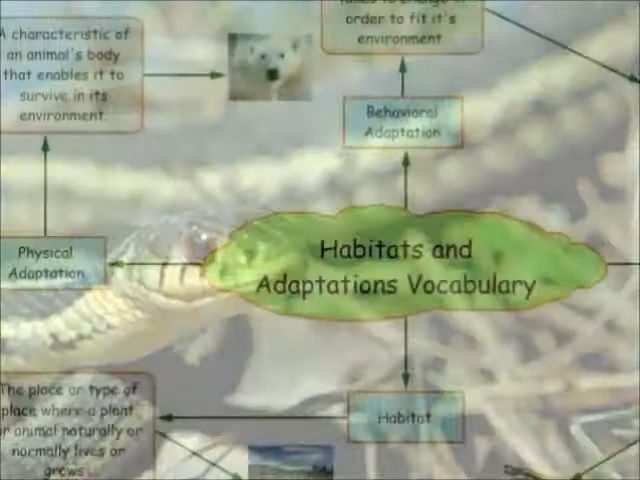 A characteristic of
an animal's body
that enables it to
survive in its
environment
order to fit it's
environment
Behavioral
Adaptation
Physical
Adaptation
Habitats and
Adaptations Vocabulary
Habitat
The place or type of
place where a plant
or animal naturally or
normally lives or
grows